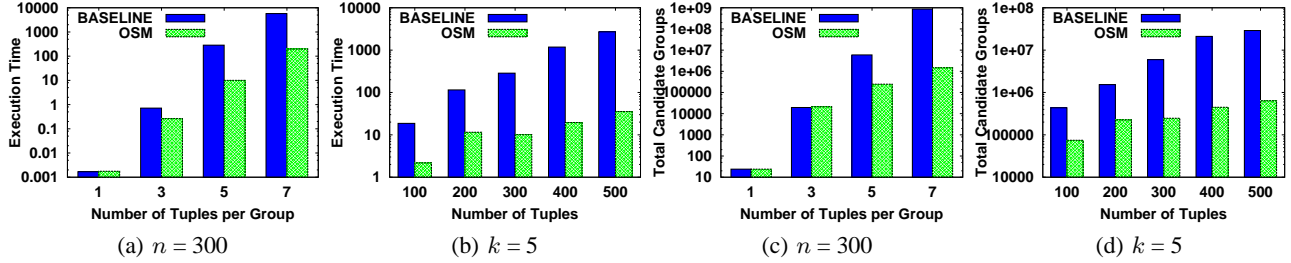 Execution Time
10000
1000
100
10
1
0.1
0.01
0.001
BASELINE
OSM
1 3 5 7
Number of Tuples per Group
(a) n = 300
Execution Time
10000
1000
100
10
1
BASELINE
OSM
100 200 300 400 500
Number of Tuples
(b) k = 5
Total Candidate Groups
1e+09
1e+08
1e+07
1e+06
100000
10000
1000
100
10
BASELINE
OSM
1 3 5 7
Number of Tuples per Group
(c) n = 300
Total Candidate Groups
1e+08
1e+07
1e+06
100000
10000
BASELINE
OSM
100 200 300 400 500
Number of Tuples
(d) k = 5